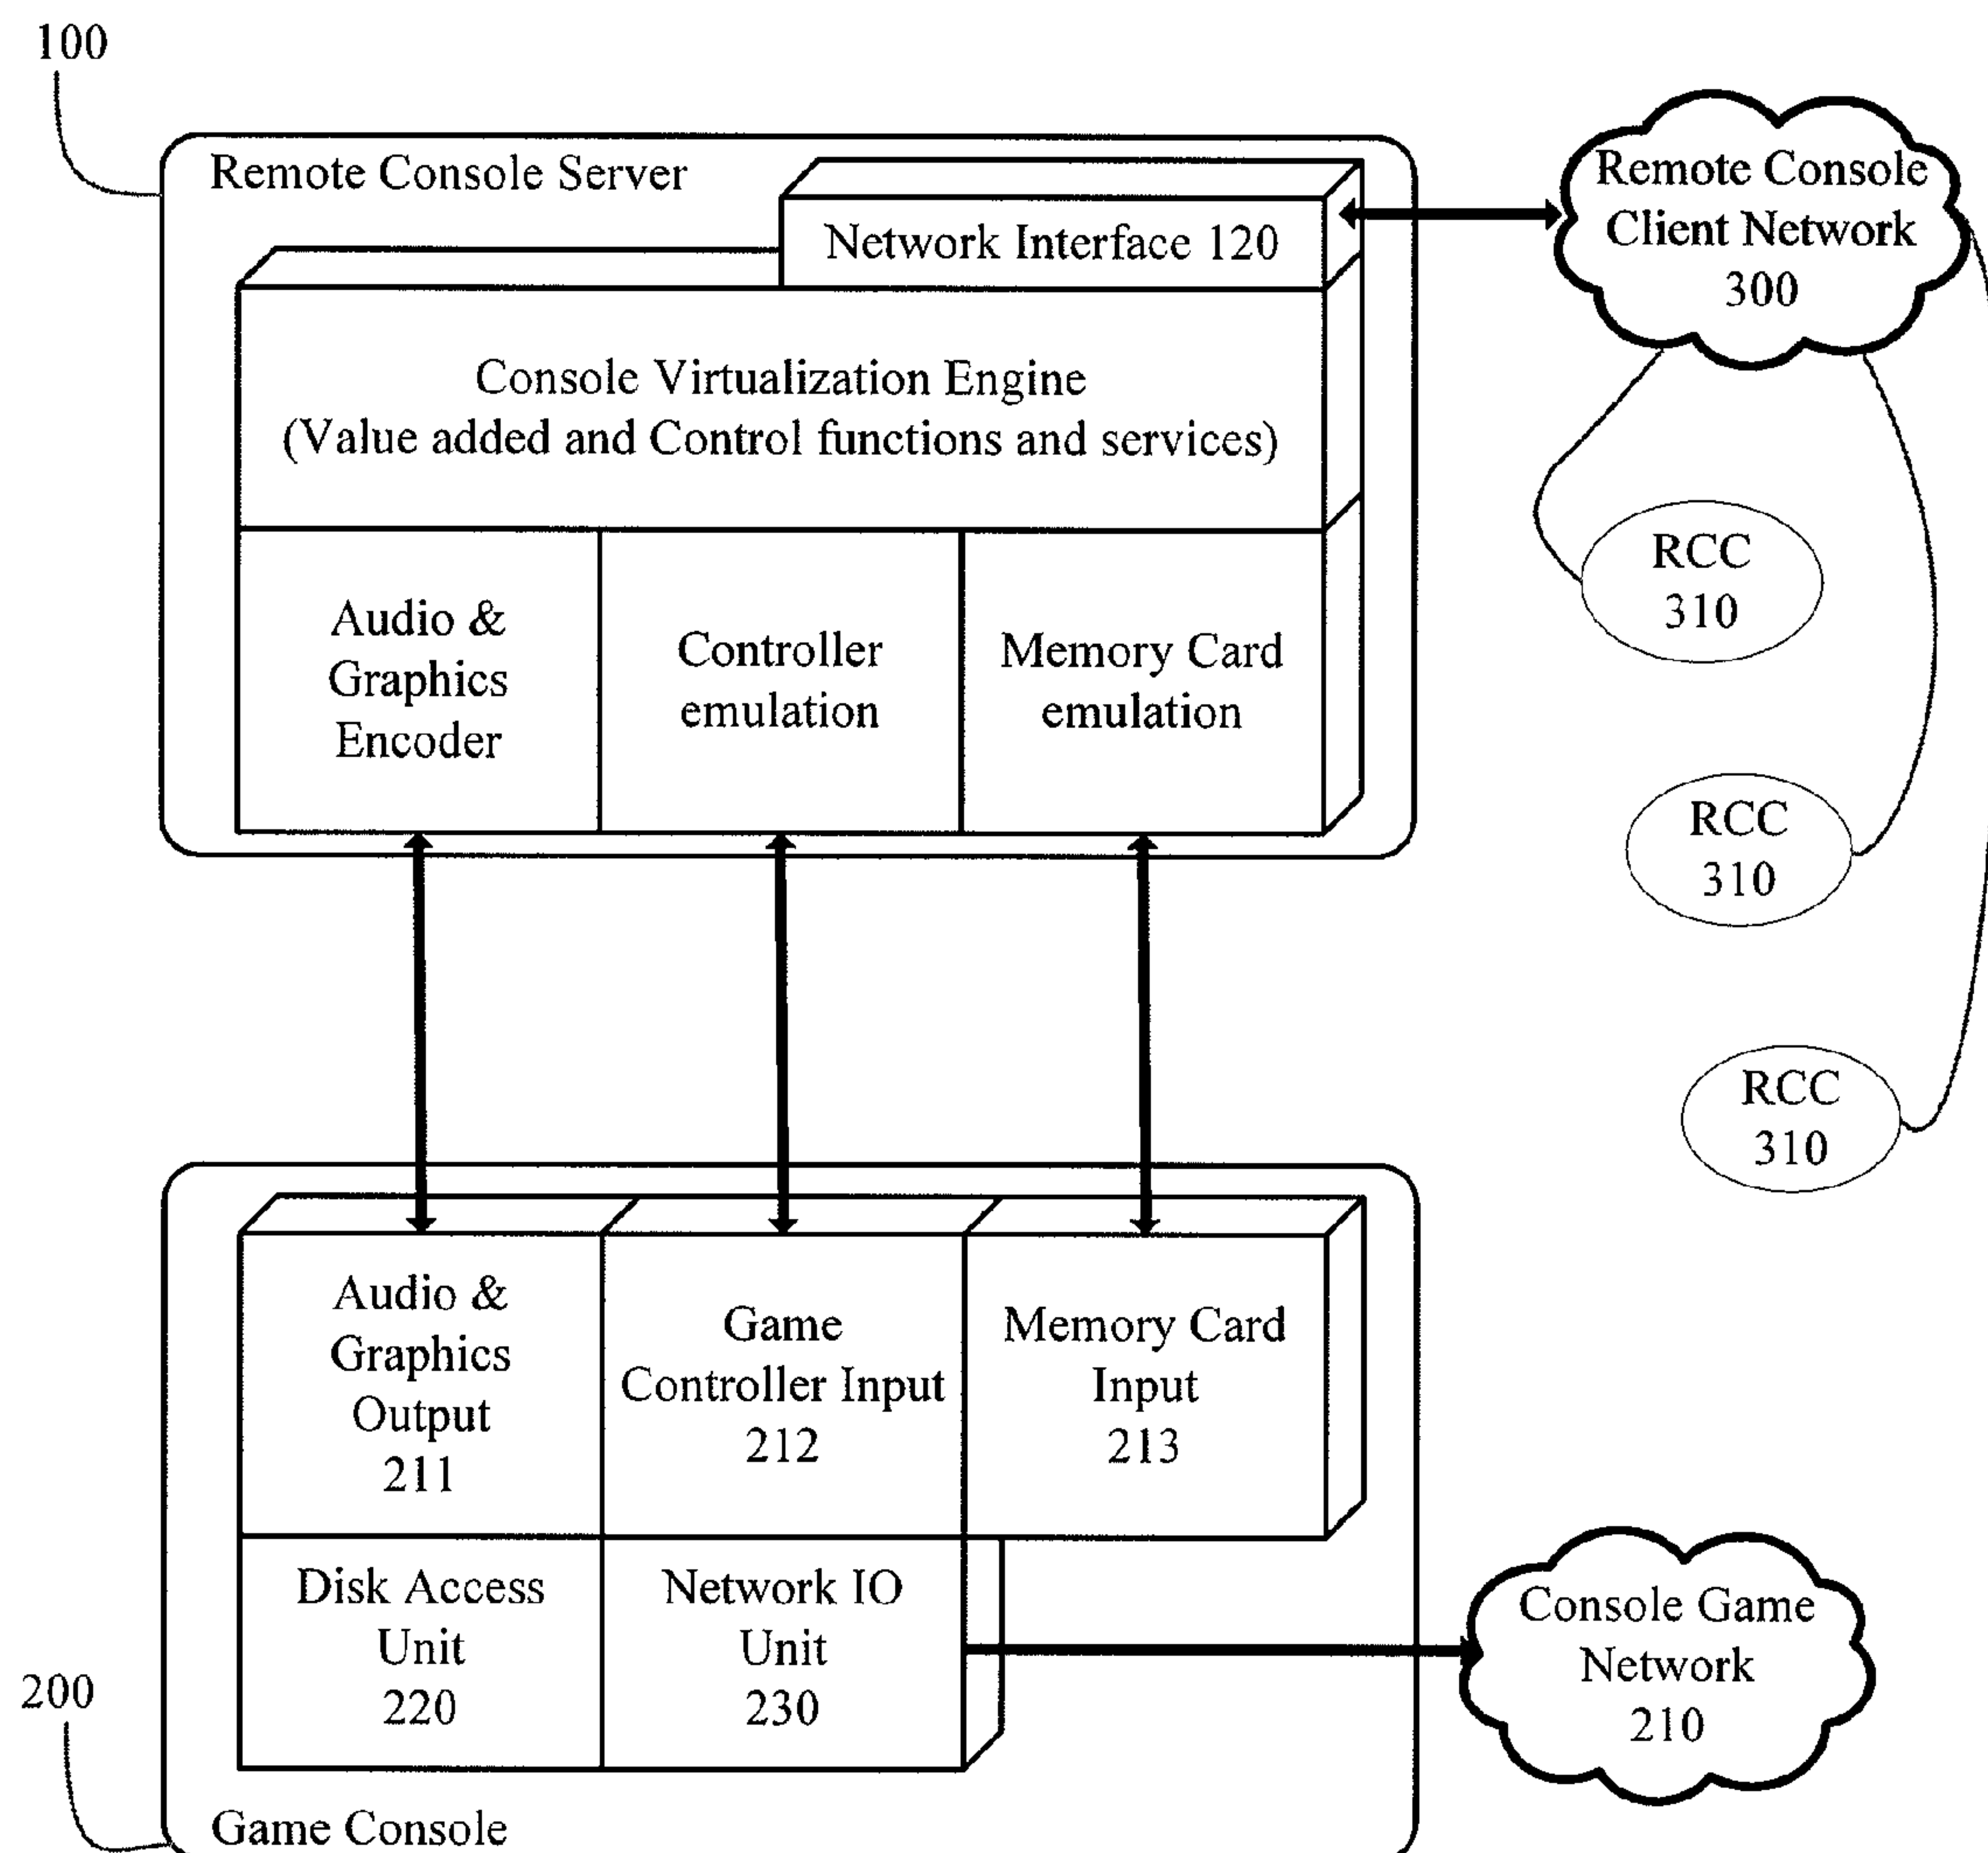 100
Remote Console Server
Network Interface 120
Remote Console
Client Network
300
Console Virtualization Engine
(Value added and Control functions and services)
Audio &
Graphics
Encoder
Controller
emulation
Memory Card
emulation
RCC
310
RCC
310
RCC
310
Audio &
Graphics
Output
211
Game
Controller Input
212
Memory Card
Input
213
Disk Access
Unit
220
Network IO
Unit
230
Console Game
Network
210
200
Game Console